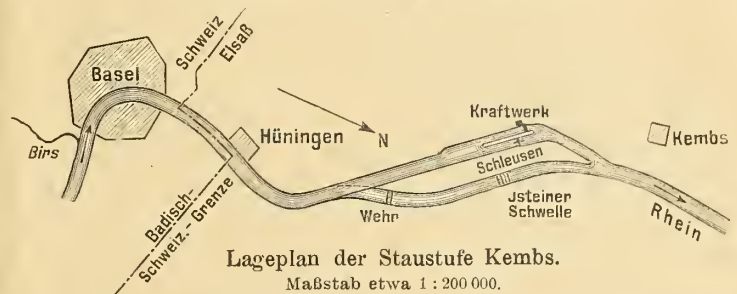 Schweiz
Elsaß
Basel
Birs
Hüningen
N
Kraftwerk
Schleusen
Kembs
Wehr
Jsteiner
Schwelle
Rhein
Badisch-
Schweiz.-Grenze
Lageplan der Staustufe Kembs.
Maßstab etwa 1 : 200 000.